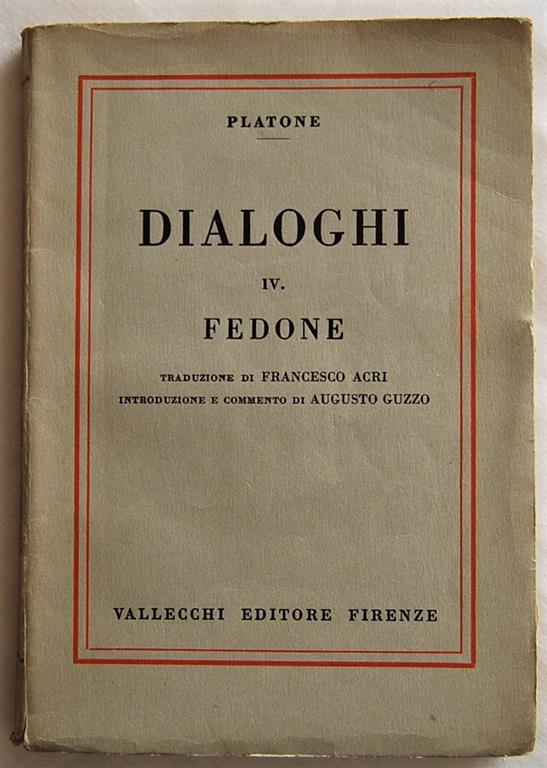 PLATONE
DIALOGHI
IV.
FEDONE
TRADUZIONE DI FRANCESCO ACRI
INTRODUZIONE E COMMENTO DI AUGUSTO GUZZO
VALLECCHI EDITORE FIRENZE